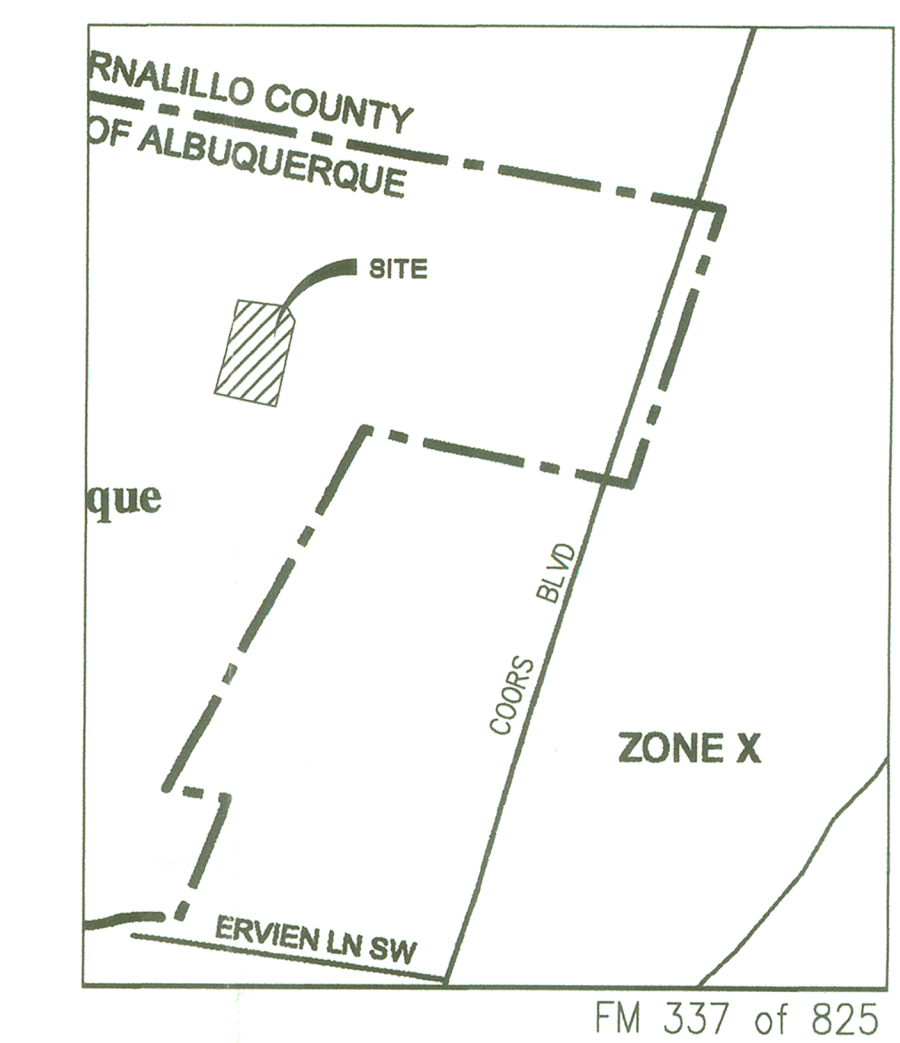 RNALILLO COUNTY
OF ALBUQUERQUE
SITE
que
BLVD
COORS
ZONE X
ERVIEN LN SW
FM 337 of 825